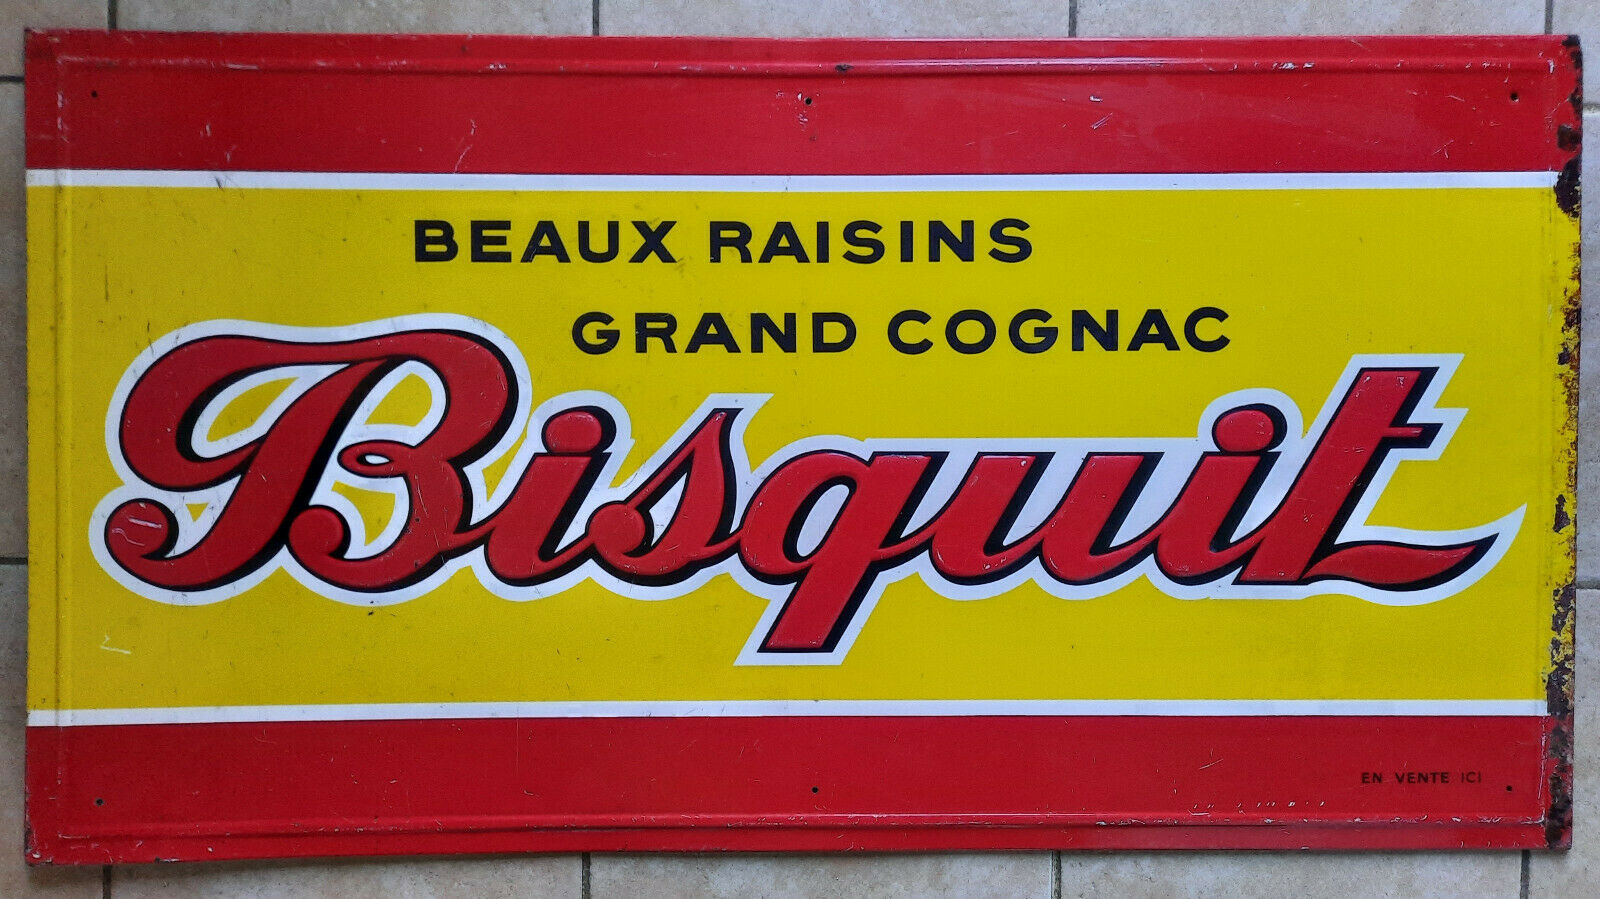 BEAUX RAISINS
GRAND COGNAC
Bisquit
EN VENTE ICI